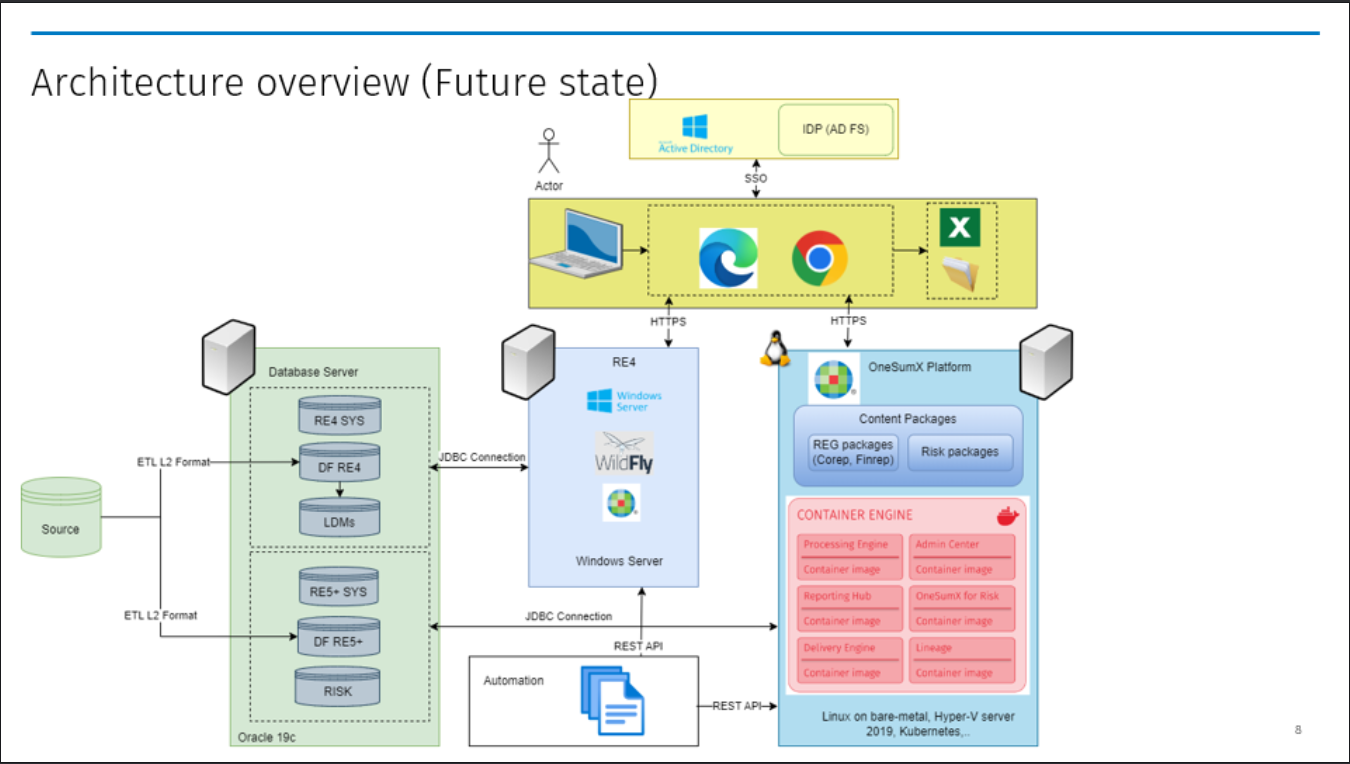 Architecture overview (Future state)
Active Directory
IDP (AD FS)
Actor
SSO
HTTPS
HTTPS
Database Server
RE4 SYS
DF RE4
LDMs
RE5+ SYS
DF RE5+
RISK
Oracle 19c
Source
ETL L2 Format
ETL L2 Format
JDBC Connection
RE4
Windows
Server
WildFly
Windows Server
JDBC Connection
REST API
Automation
REST API
OneSumX Platform
Content Packages
REG packages
(Corep, Finrep)
Risk packages
CONTAINER ENGINE
Processing Engine
Container image
Admin Center
Container image
Reporting Hub
Container image
OneSumX for Risk
Container image
Delivery Engine
Container image
Lineage
Container image
Linux on bare-metal, Hyper-V server
2019, Kubernetes,..
8